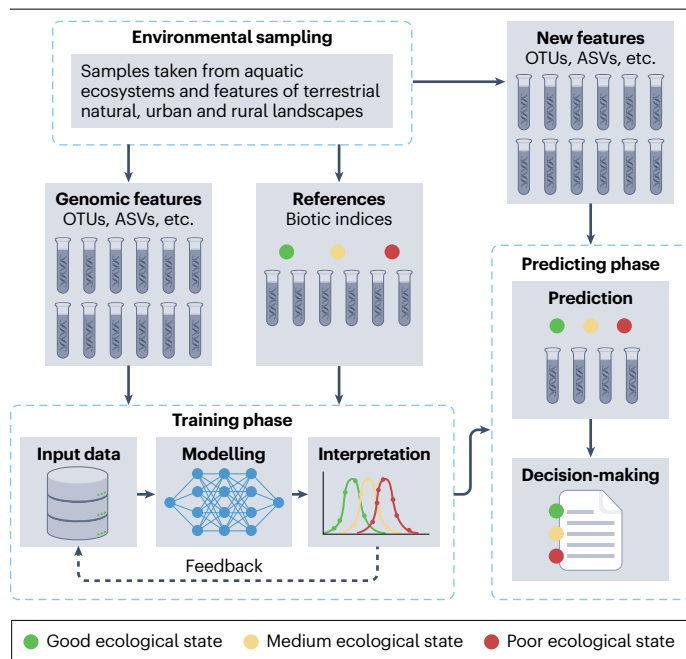 Environmental sampling
Samples taken from aquatic
ecosystems and features of terrestrial
natural, urban and rural landscapes
New features
OTUs, ASVs, etc.
Genomic features
OTUs, ASVs, etc.
References
Biotic indices
Predicting phase
Prediction
Training phase
Input data
Modelling
Interpretation
Decision-making
Feedback
Good ecological state
Medium ecological state
Poor ecological state